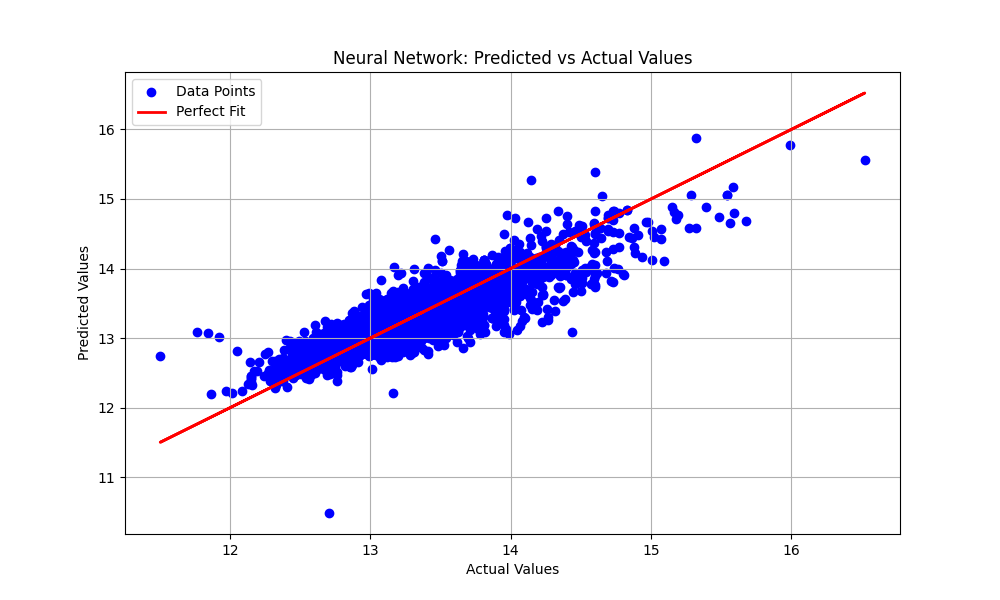 Neural Network: Predicted vs Actual Values
Data Points
Perfect Fit
Predicted Values
16
15
14
13
12
11
12 13 14 15 16
Actual Values